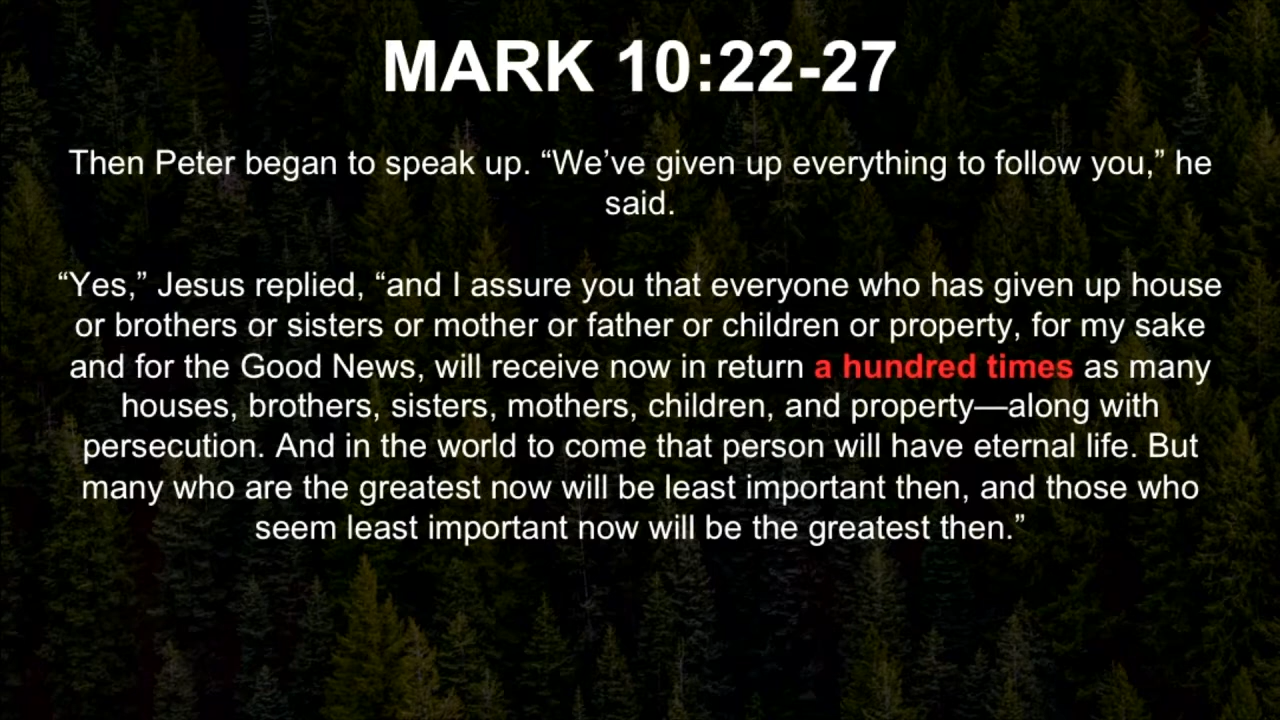 MARK 10:22-27
Then Peter began to speak up. “We’ve given up everything to follow you,” he
said.
“Yes,” Jesus replied, “and I assure you that everyone who has given up house
or brothers or sisters or mother or father or children or property, for my sake
and for the Good News, will receive now in return a hundred times as many
houses, brothers, sisters, mothers, children, and property—along with
persecution. And in the world to come that person will have eternal life. But
many who are the greatest now will be least important then, and those who
seem least important now will be the greatest then.”